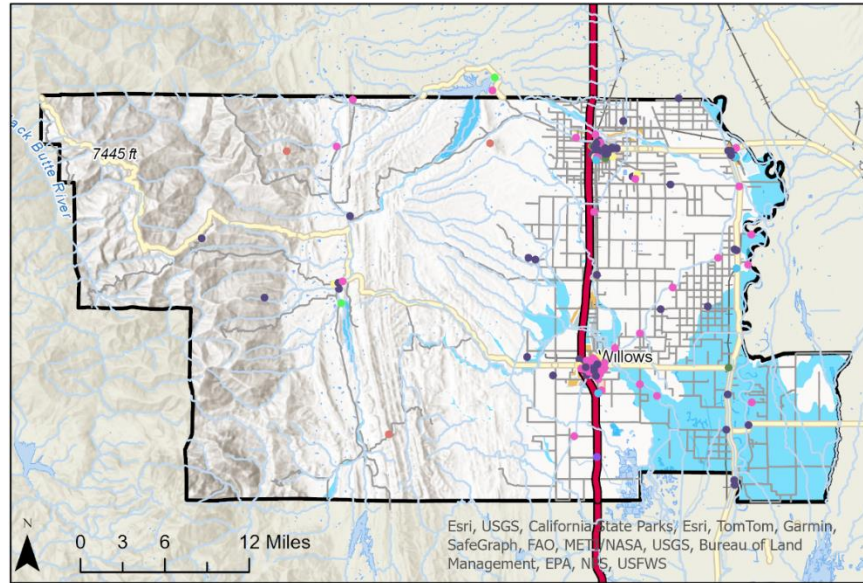 7445 ft
ack Butte River
Willows
N
0 3 6 12 Miles
Esri, USGS, California State Parks, Esri, TomTom, Garmin,
SafeGraph, FAO, METI/NASA, USGS, Bureau of Land
Management, EPA, NPS, USFWS